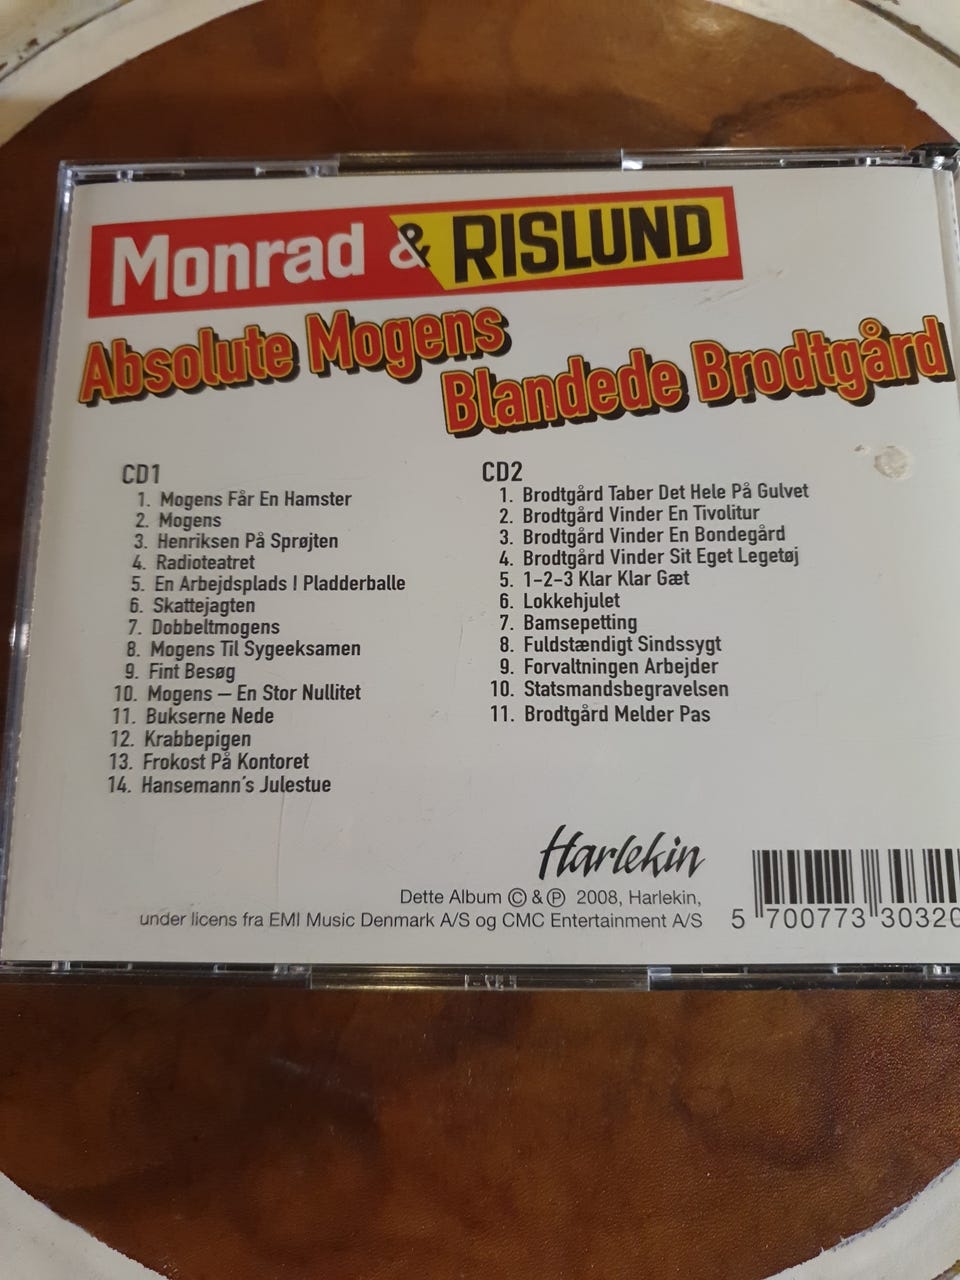 Monrad & RISLUND
Absolute Mogens
Blandede Brodtgård
CD1
1. Mogens Får En Hamster
2. Mogens
3. Henriksen På Sprøjten
4. Radioteatret
5. En Arbejdsplads I Pladderballe
6. Skattejagten
7. Dobbeltmogens
8. Mogens Til Sygeeksamen
9. Fint Besøg
10. Mogens – En Stor Nullitet
11. Bukserne Nede
12. Krabbepigen
13. Frokost På Kontoret
14. Hansemann´s Julestue
CD2
1. Brodtgård Taber Det Hele På Gulvet
2. Brodtgård Vinder En Tivolitur
3. Brodtgård Vinder En Bondegård
4. Brodtgård Vinder Sit Eget Legetøj
5. 1-2-3 Klar Klar Gæt
6. Lokkehjulet
7. Bamsepetting
8. Fuldstændigt Sindssygt
9. Forvaltningen Arbejder
10. Statsmandsbegravelsen
11. Brodtgård Melder Pas
Harlekin
Dette Album © & ℗ 2008, Harlekin,
under licens fra EMI Music Denmark A/S og CMC Entertainment A/S
5 700773 30320